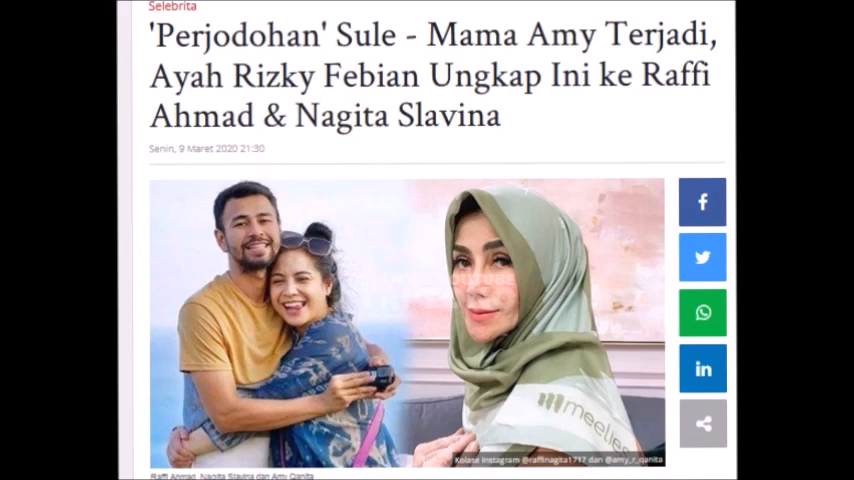 Selebrita
'Perjodohan' Sule - Mama Amy Terjadi,
Ayah Rizky Febian Ungkap Ini ke Raffi
Ahmad & Nagita Slavina
Senin, 9 Maret 2020 21:30
meelies
Kolase Instagram @raffinagita1717 dan @amy_r_qanita
Raffi Ahmad, Nagita Slavina dan Amy Qanita